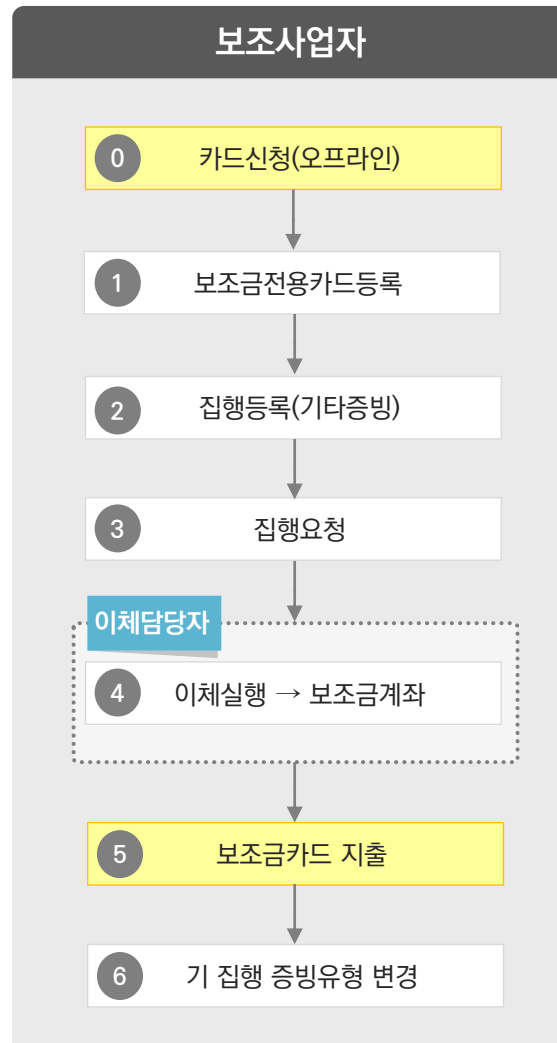 보조사업자
0 카드신청(오프라인)
1 보조금전용카드등록
2 집행등록(기타증빙)
3 집행요청
이체담당자
4 이체실행 → 보조금계좌
5 보조금카드 지출
6 기 집행 증빙유형 변경